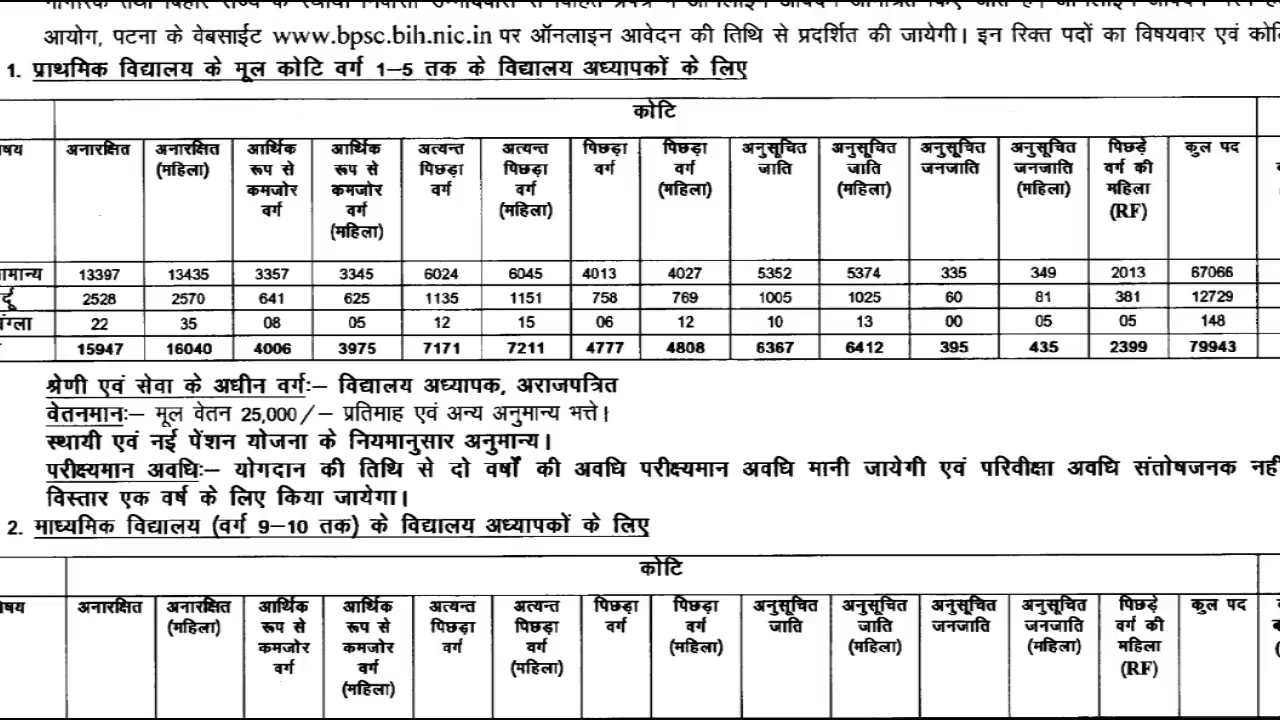 आयोग, पटना के वेबसाईट www.bpsc.bih.nic.in पर ऑनलाइन आवेदन की तिथि से प्रदर्शित की जायेगी। इन रिक्त पदों का विषयवार एवं
1. प्राथमिक विद्यालय के मूल कोटि वर्ग 1–5 तक के विद्यालय अध्यापकों के लिए
कोटि
अनारक्षित अनारक्षित (महिला) आर्थिक रूप से कमजोर वर्ग आर्थिक रूप से कमजोर वर्ग (महिला) अत्यन्त पिछड़ा वर्ग अत्यन्त पिछड़ा वर्ग (महिला) पिछड़ा वर्ग पिछड़ा वर्ग (महिला) अनुसूचित जाति अनुसूचित जाति (महिला) अनुसूचित जनजाति अनुसूचित जनजाति (महिला) पिछड़े वर्ग की महिला (RF) कुल पद
13397 13435 3357 3345 6024 6045 4013 4027 5352 5374 335 349 2013 67066
2528 2570 641 625 1135 1151 758 769 1005 1025 60 81 381 12729
22 35 08 05 12 15 06 12 10 13 00 05 05 148
15947 16040 4006 3975 7171 7211 4777 4808 6367 6412 395 435 2399 79943
श्रेणी एवं सेवा के अधीन वर्गः– विद्यालय अध्यापक, अराजपत्रित
वेतनमानः– मूल वेतन 25,000/– प्रतिमाह एवं अन्य अनुमान्य भत्ते।
स्थायी एवं नई पेंशन योजना के नियमानुसार अनुमान्य।
परीक्ष्यमान अवधिः– योगदान की तिथि से दो वर्षों की अवधि परीक्ष्यमान अवधि मानी जायेगी एवं परिवीक्षा अवधि संतोषजनक
विस्तार एक वर्ष के लिए किया जायेगा।
2. माध्यमिक विद्यालय (वर्ग 9–10 तक) के विद्यालय अध्यापकों के लिए
कोटि
अनारक्षित अनारक्षित (महिला) आर्थिक रूप से कमजोर वर्ग आर्थिक रूप से कमजोर वर्ग (महिला) अत्यन्त पिछड़ा वर्ग अत्यन्त पिछड़ा वर्ग (महिला) पिछड़ा वर्ग पिछड़ा वर्ग (महिला) अनुसूचित जाति अनुसूचित जाति (महिला) अनुसूचित जनजाति अनुसूचित जनजाति (महिला) पिछड़े वर्ग की महिला (RF) कुल पद